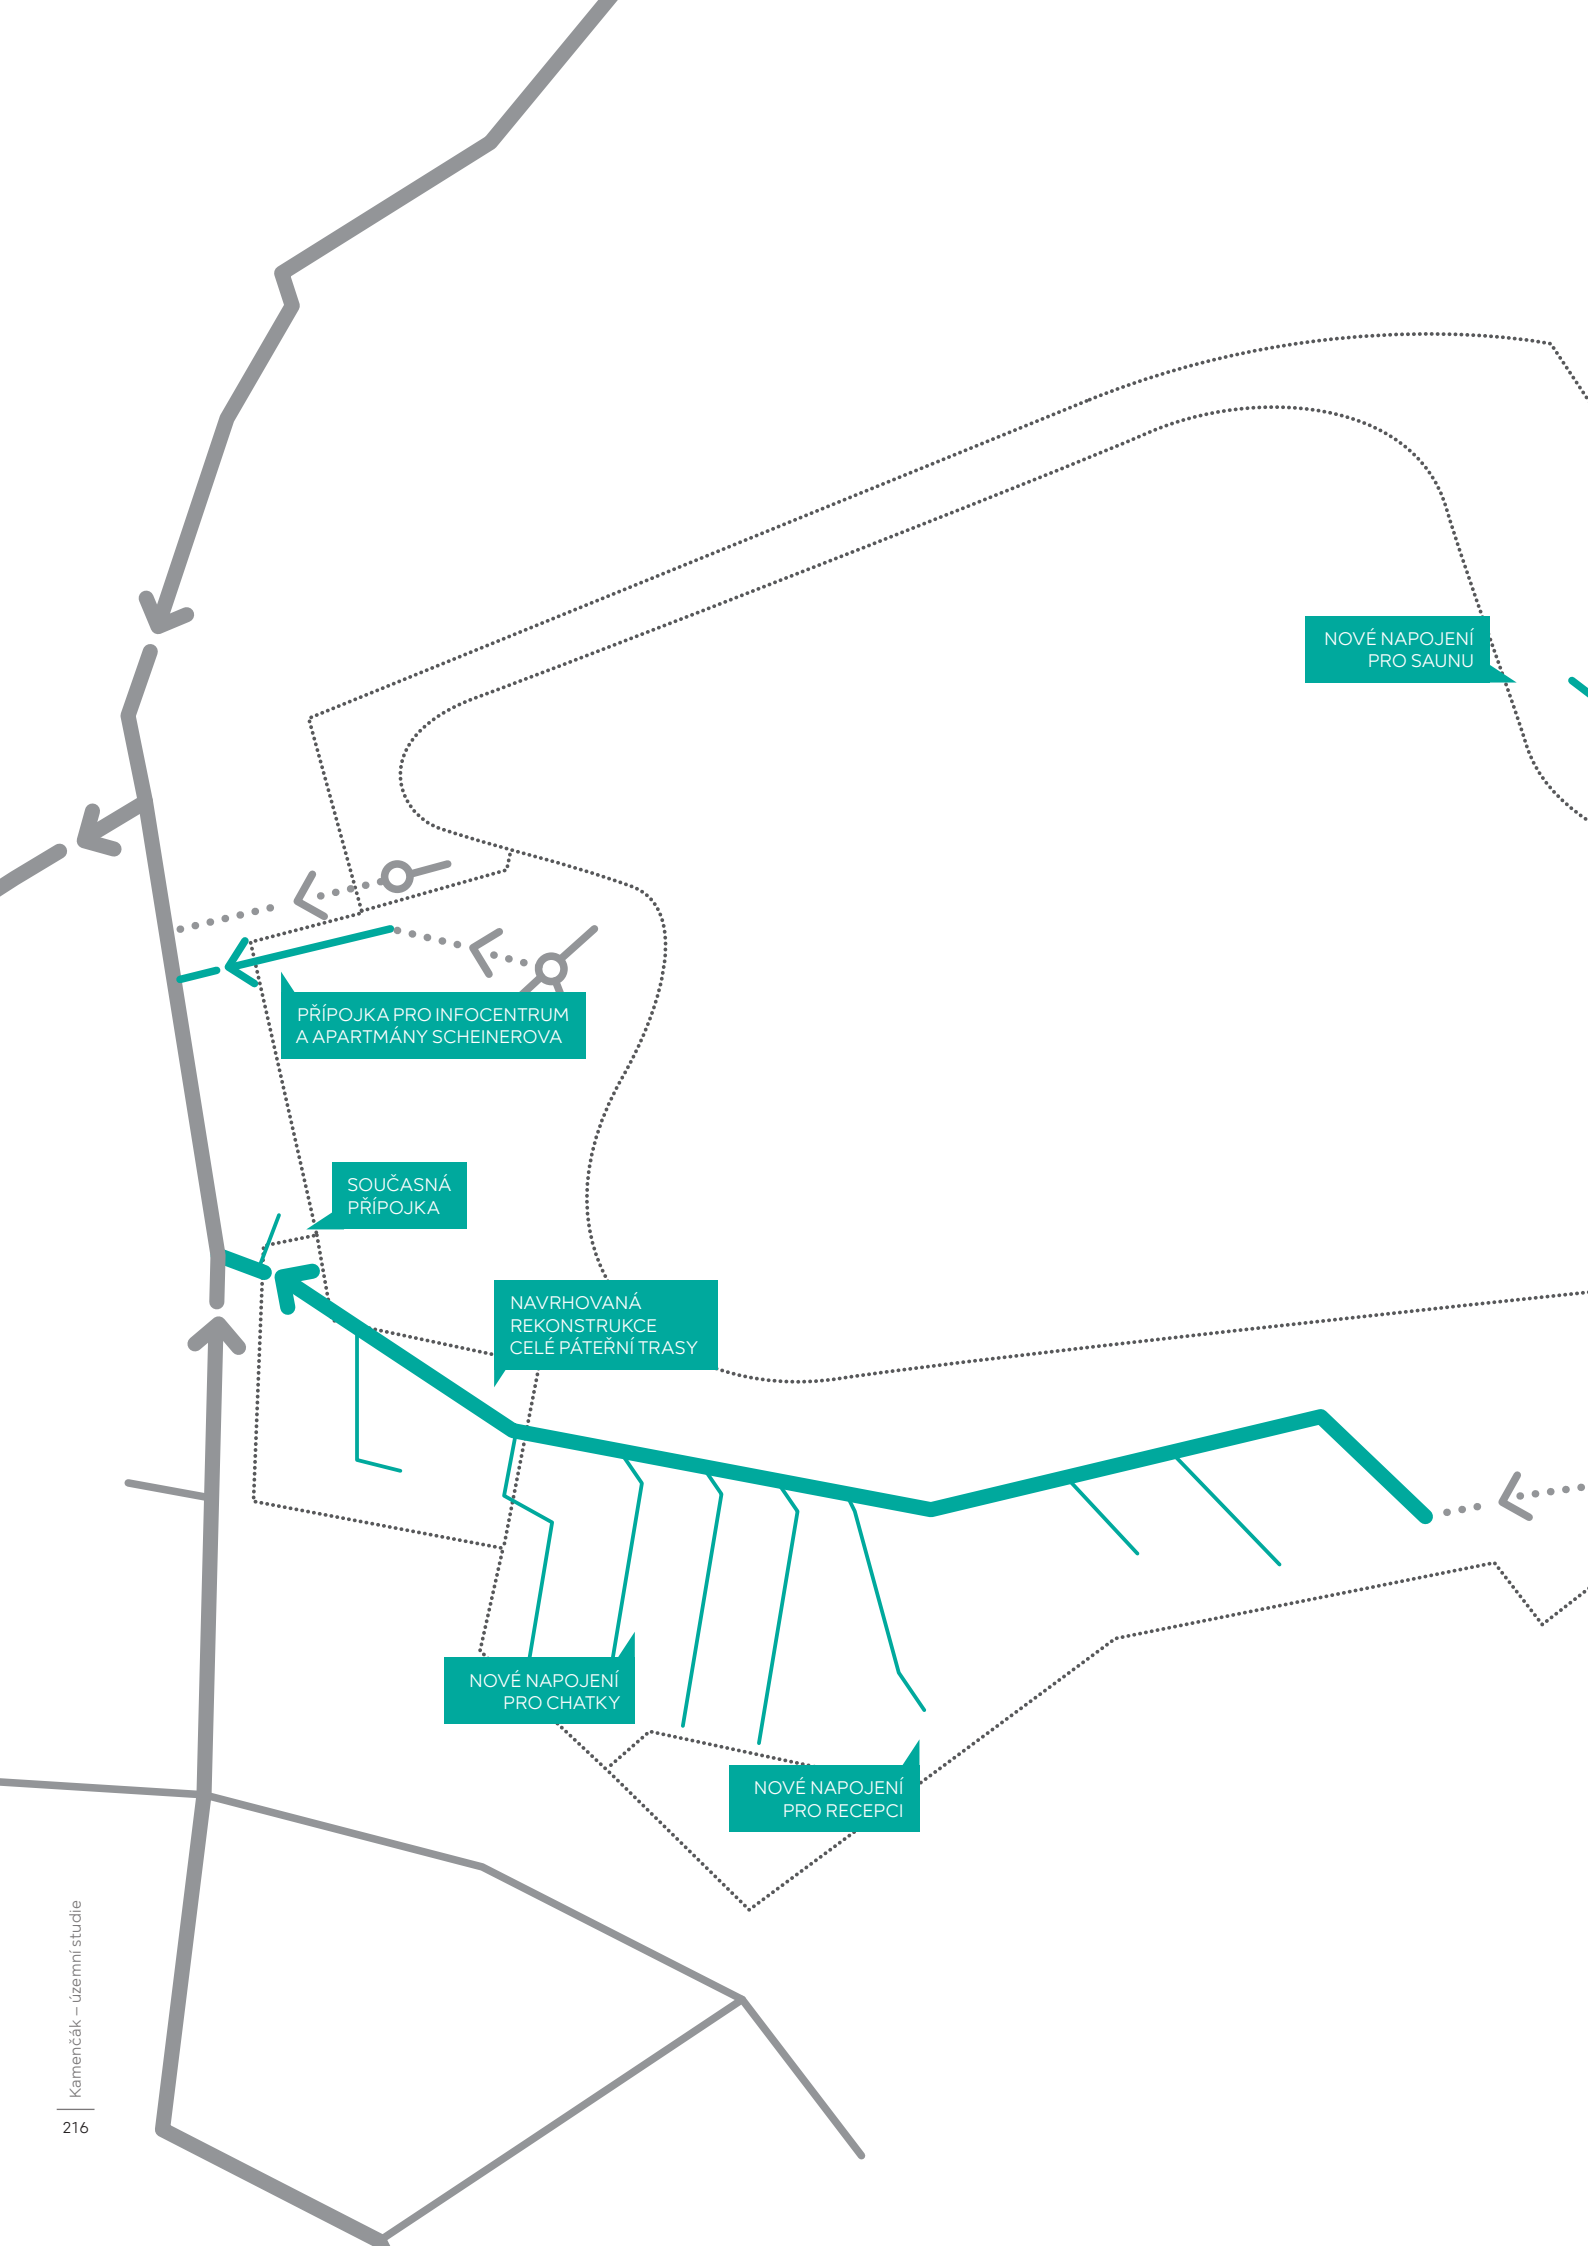 NOVÉ NAPOJENÍ
PRO SAUNU
PŘÍPOJKA PRO INFOCENTRUM
A APARTMÁNY SCHEINEROVA
SOUČASNÁ
PŘÍPOJKA
NAVRHOVANÁ
REKONSTRUKCE
CELÉ PÁTEŘNÍ TRASY
NOVÉ NAPOJENÍ
PRO CHATKY
NOVÉ NAPOJENÍ
PRO RECEPCI
Kamenčák – územní studie
216